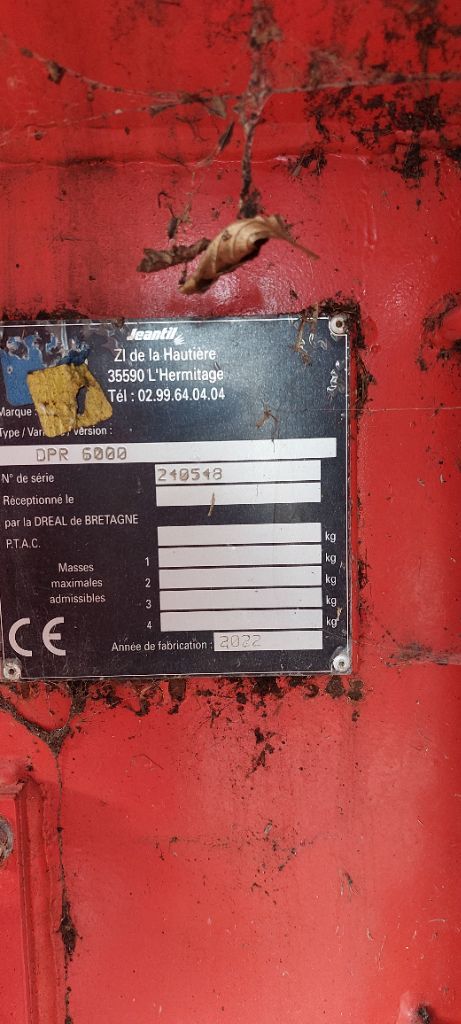 Jeantil
ZI de la Hautière
35590 L'Hermitage
Tél : 02.99.64.04.04
Marque :
Type / Version :
DPR 6000
N° de série 240548
Réceptionné le
par la DREAL de BRETAGNE
P.T.A.C. kg
Masses maximales admissibles
1 kg
2 kg
3 kg
4 kg
CE
Année de fabrication : 2022